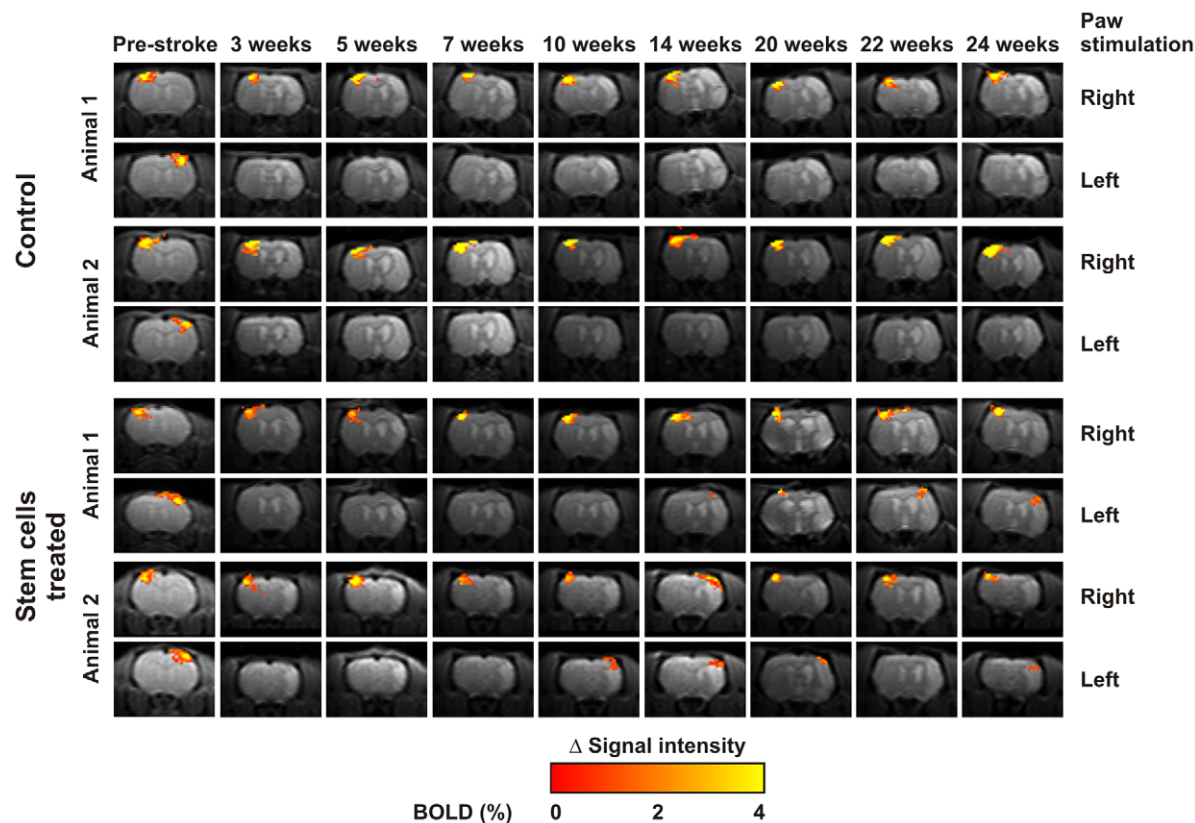 Paw
Pre-stroke 3 weeks 5 weeks 7 weeks 10 weeks 14 weeks 20 weeks 22 weeks 24 weeks stimulation
Control
Animal 1
Right
Left
Animal 2
Right
Left
Stem cells
treated
Animal 1
Right
Left
Animal 2
Right
Left
Δ Signal intensity
BOLD (%) 0 2 4